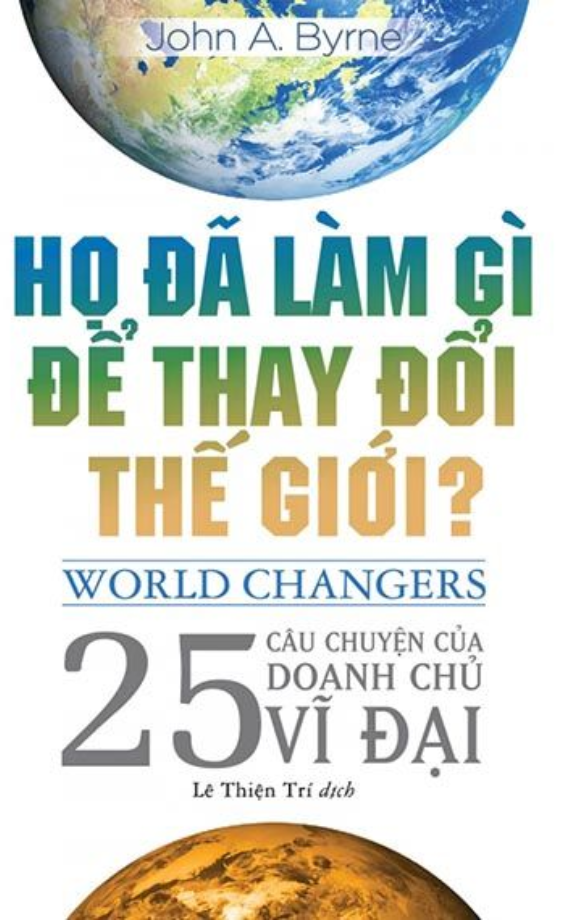 John A. Byrne
HỌ ĐÃ LÀM GÌ
ĐỂ THAY ĐỔI
THẾ GIỚI?
WORLD CHANGERS
25 CÂU CHUYỆN CỦA
DOANH CHỦ
VĨ ĐẠI
Lê Thiện Trí dịch